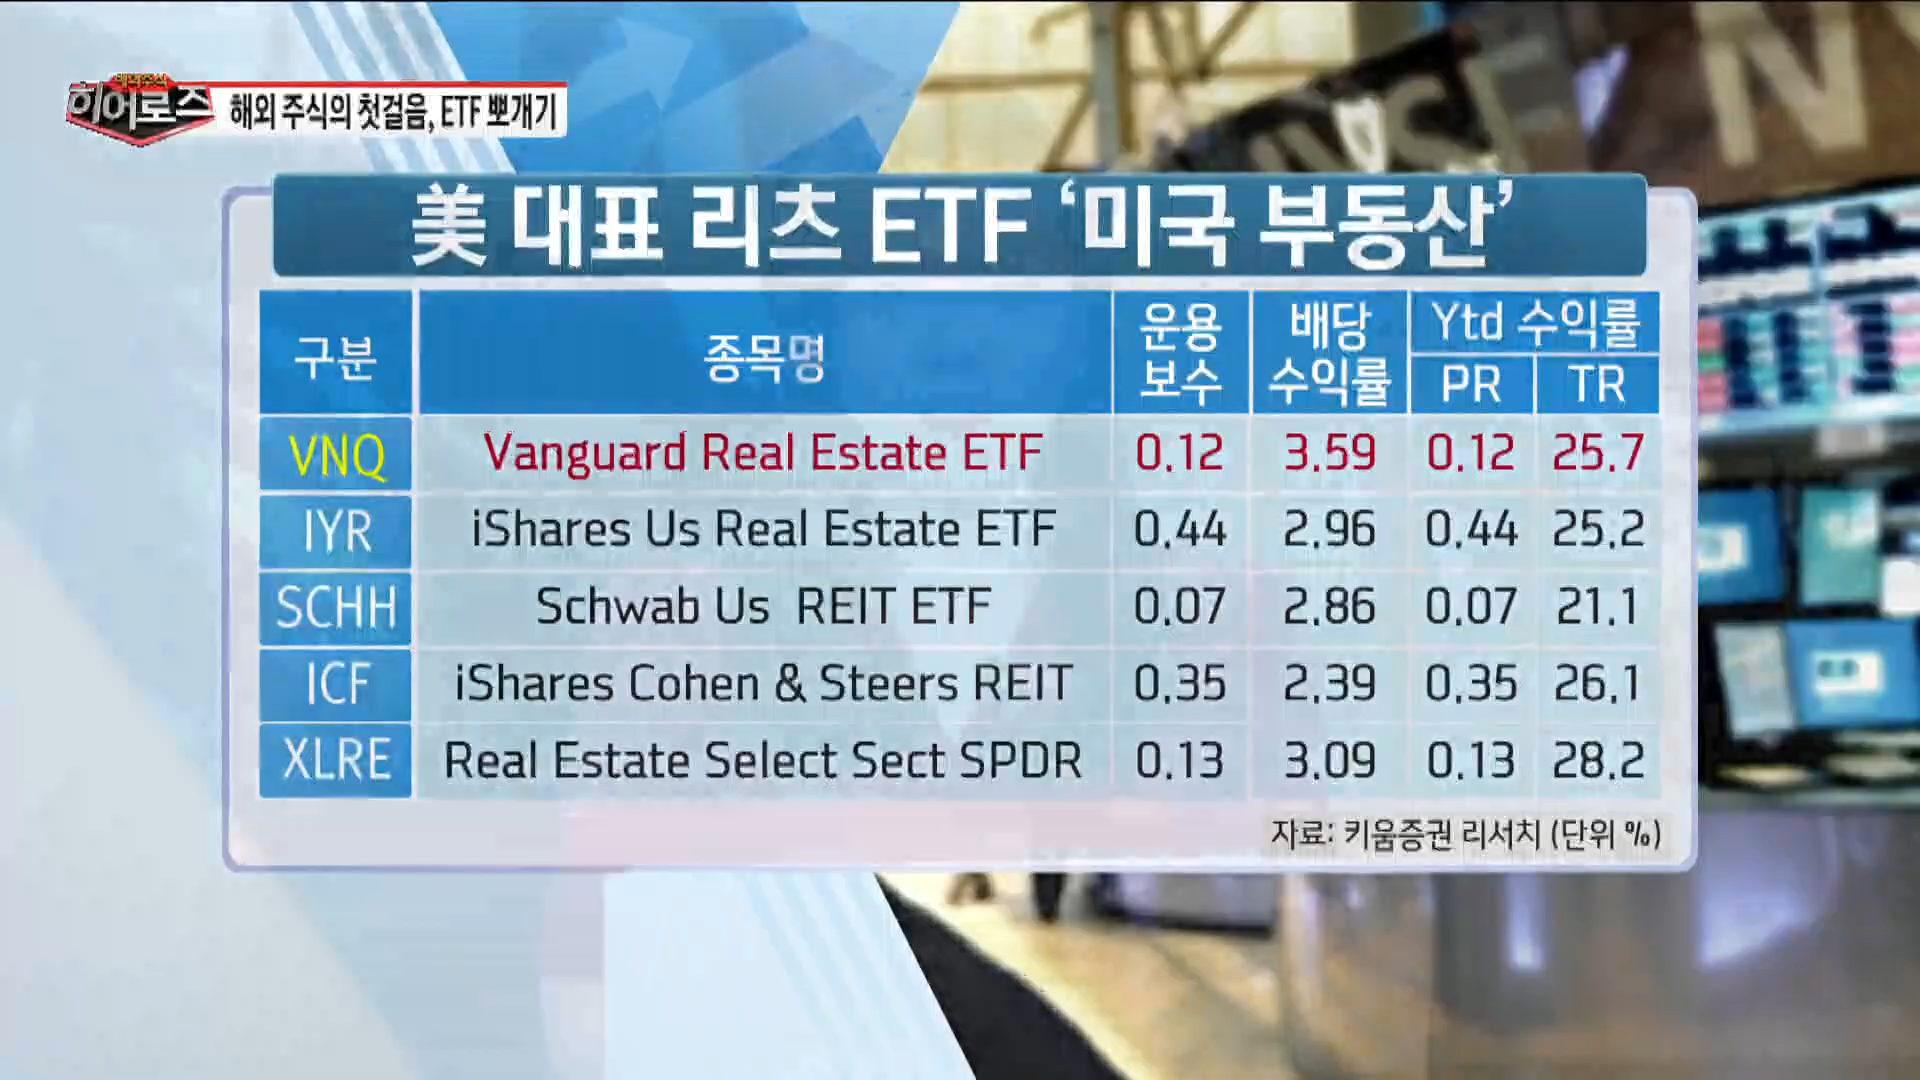 해외주식
히어로즈
해외 주식의 첫걸음, ETF 뽀개기
美 대표 리츠 ETF ‘미국 부동산’
구분 종목명 운용 보수 배당 수익률 Ytd 수익률
PR TR
VNQ Vanguard Real Estate ETF 0.12 3.59 0.12 25.7
IYR iShares Us Real Estate ETF 0.44 2.96 0.44 25.2
SCHH Schwab Us REIT ETF 0.07 2.86 0.07 21.1
ICF iShares Cohen & Steers REIT 0.35 2.39 0.35 26.1
XLRE Real Estate Select Sect SPDR 0.13 3.09 0.13 28.2
자료: 키움증권 리서치 (단위 %)